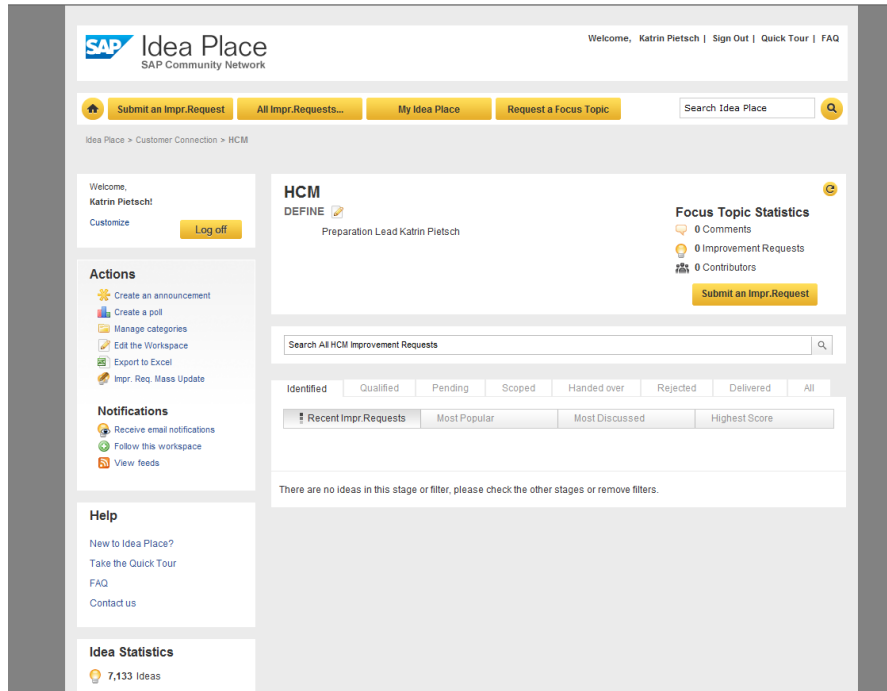 SAP Idea Place
SAP Community Network
Welcome, Katrin Pietsch | Sign Out | Quick Tour | FAQ
Submit an Impr.Request All Impr.Requests... My Idea Place Request a Focus Topic Search Idea Place
Idea Place > Customer Connection > HCM
Welcome,
Katrin Pietsch!
Customize
Log off
Actions
Create an announcement
Create a poll
Manage categories
Edit the Workspace
Export to Excel
Impr. Req. Mass Update
Notifications
Receive email notifications
Follow this workspace
View feeds
Help
New to Idea Place?
Take the Quick Tour
FAQ
Contact us
Idea Statistics
7,133 Ideas
HCM
DEFINE
Preparation Lead Katrin Pietsch
Focus Topic Statistics
0 Comments
0 Improvement Requests
0 Contributors
Submit an Impr.Request
Search All HCM Improvement Requests
Identified Qualified Pending Scoped Handed over Rejected Delivered All
Recent Impr.Requests Most Popular Most Discussed Highest Score
There are no ideas in this stage or filter, please check the other stages or remove filters.